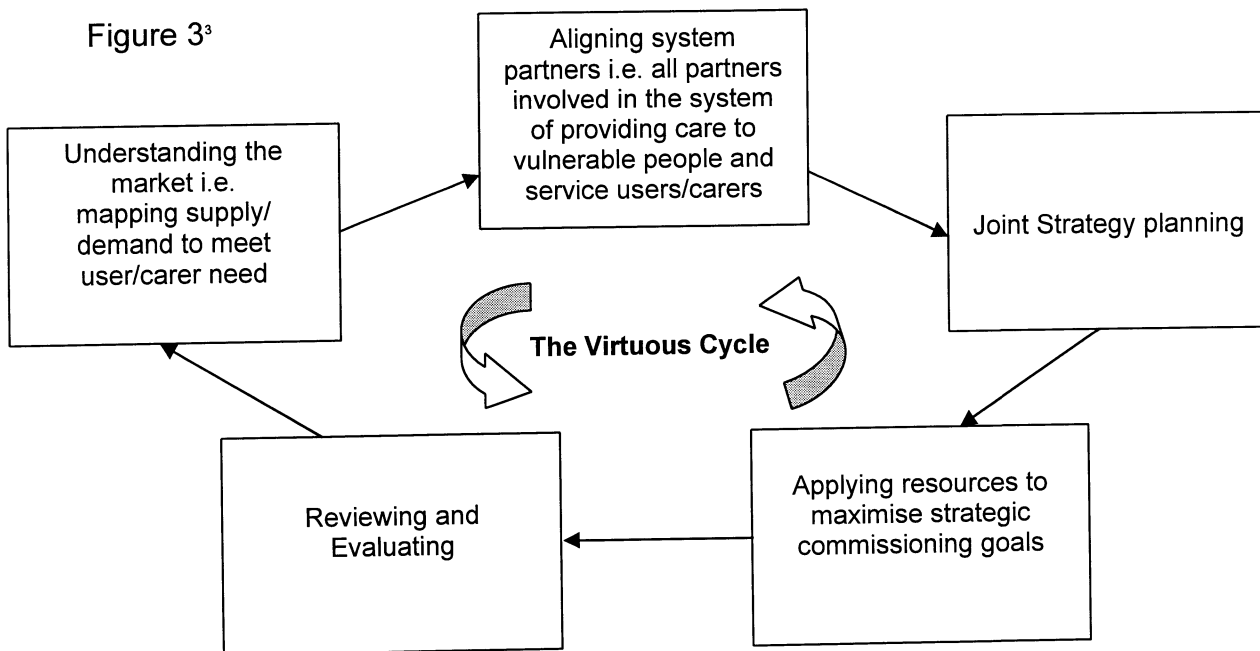 Figure 3³
Aligning system
partners i.e. all partners
involved in the system
of providing care to
vulnerable people and
service users/carers
Understanding the
market i.e.
mapping supply/
demand to meet
user/carer need
Joint Strategy planning
The Virtuous Cycle
Applying resources to
maximise strategic
commissioning goals
Reviewing and
Evaluating